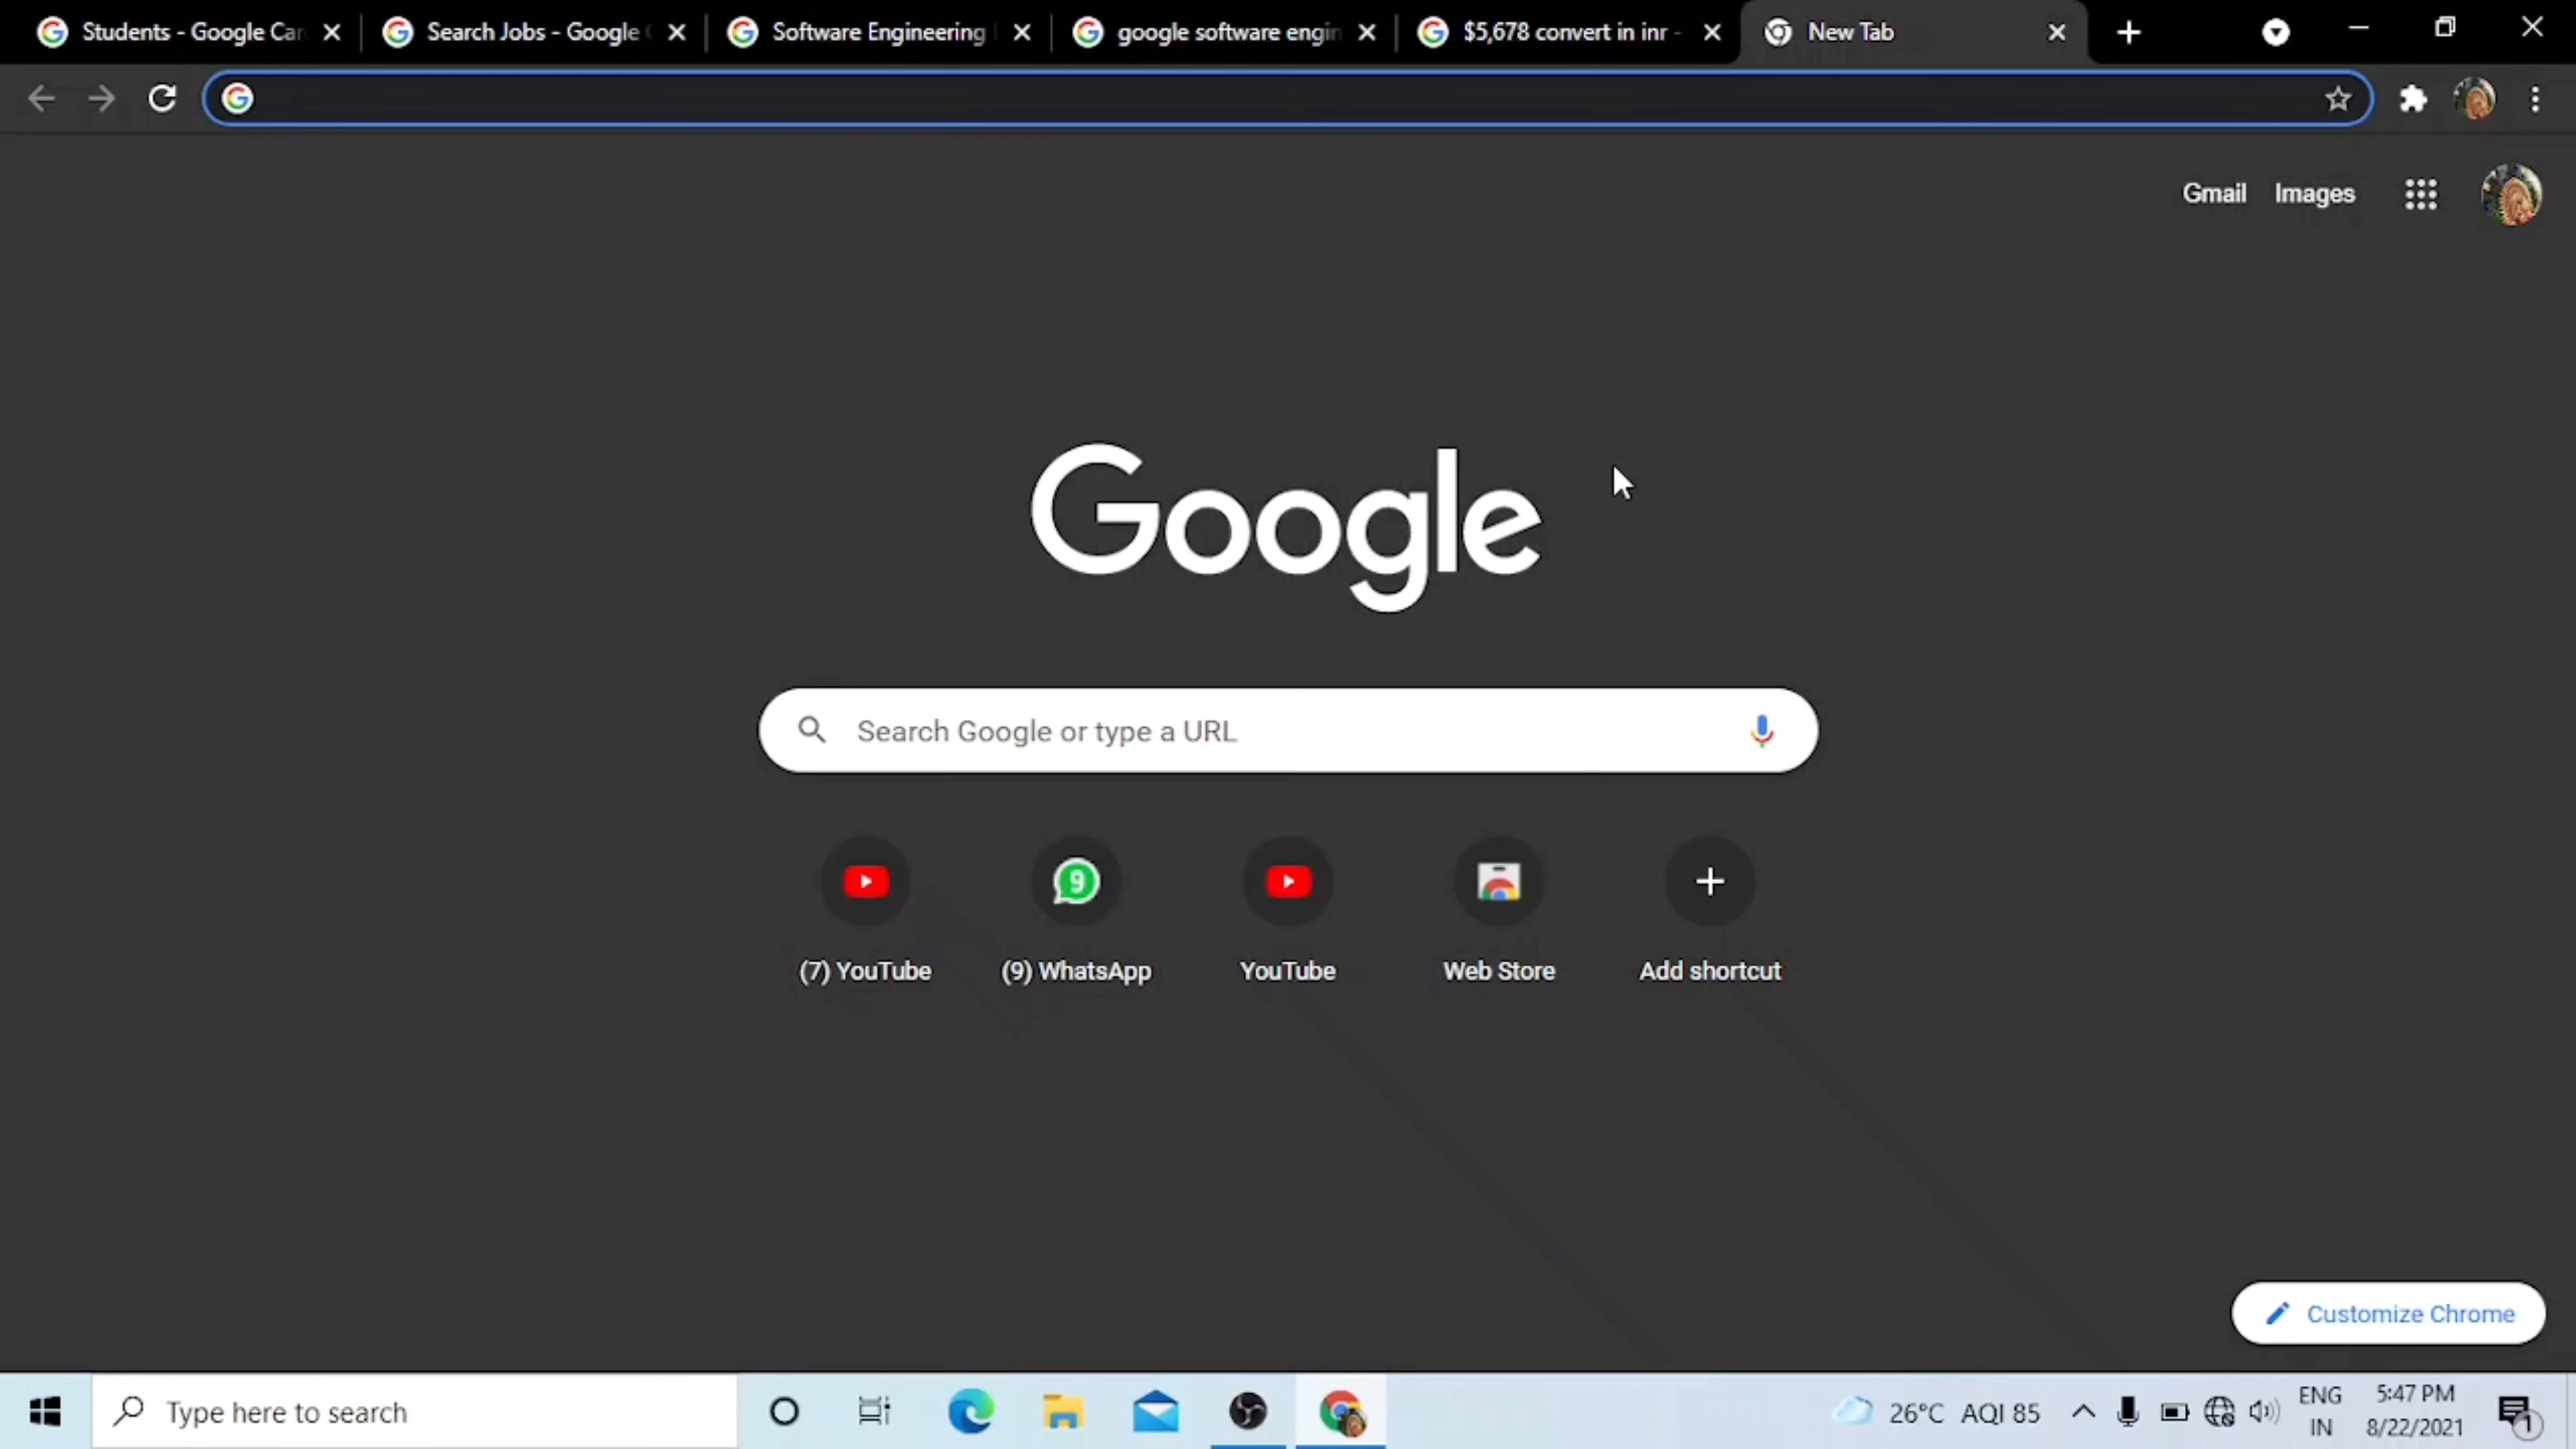 Students - Google Car
Search Jobs - Google
Software Engineering
google software engin
$5,678 convert in inr -
New Tab
Gmail
Images
Google
Search Google or type a URL
(7) YouTube
9
(9) WhatsApp
YouTube
Web Store
Add shortcut
Customize Chrome
Type here to search
26°C AQI 85
ENG
IN
5:47 PM
8/22/2021
1